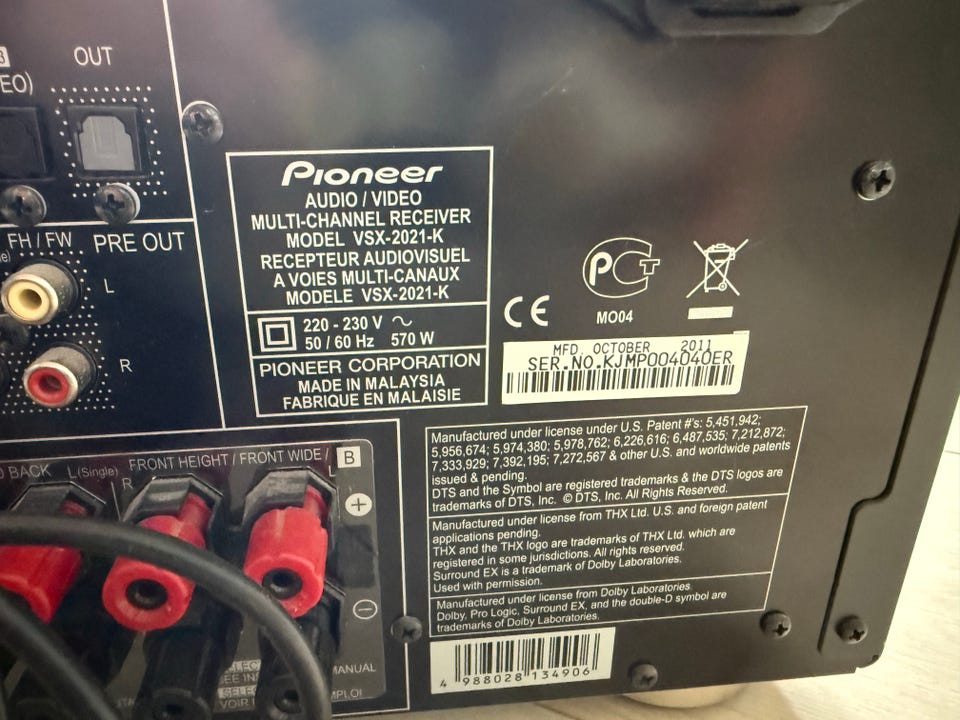 OUT
EO)
FH / FW
PRE OUT
L
R
Pioneer
AUDIO / VIDEO
MULTI-CHANNEL RECEIVER
MODEL VSX-2021-K
RECEPTEUR AUDIOVISUEL
A VOIES MULTI-CANAUX
MODELE VSX-2021-K
220 - 230 V ~
50 / 60 Hz 570 W
PIONEER CORPORATION
MADE IN MALAYSIA
FABRIQUE EN MALAISIE
CE
PCT
MO04
MFD. OCTOBER 2011
SER.NO.KJMP004040ER
Manufactured under license under U.S. Patent #'s: 5,451,942;
5,956,674; 5,974,380; 5,978,762; 6,226,616; 6,487,535; 7,212,872;
7,333,929; 7,392,195; 7,272,567 & other U.S. and worldwide patents
issued & pending.
DTS and the Symbol are registered trademarks & the DTS logos are
trademarks of DTS, Inc. © DTS, Inc. All Rights Reserved.
Manufactured under license from THX Ltd. U.S. and foreign patent
applications pending.
THX and the THX logo are trademarks of THX Ltd. which are
registered in some jurisdictions. All rights reserved.
Surround EX is a trademark of Dolby Laboratories.
Used with permission.
Manufactured under license from Dolby Laboratories
Dolby, Pro Logic, Surround EX, and the double-D symbol are
trademarks of Dolby Laboratories.
4 988028 134906
BACK L(Single)
FRONT HEIGHT / FRONT WIDE / B
R
L
+
−
SELEC
MANUAL
SEE INS
SELE
MPLOI
VOIR